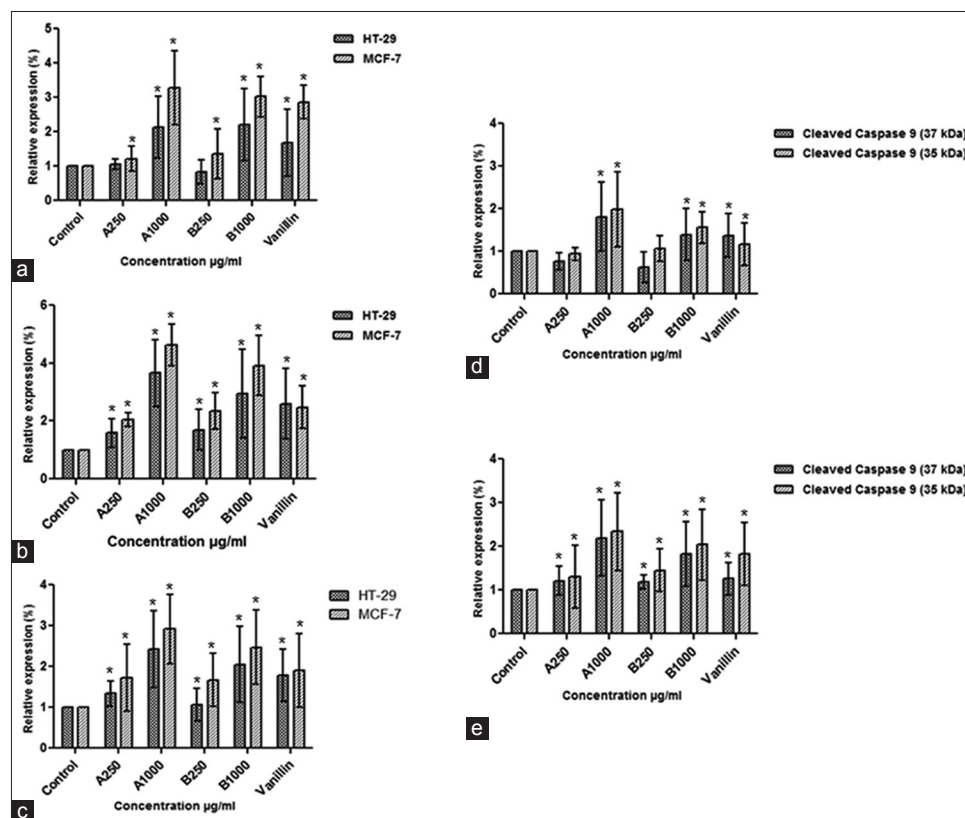 5
4
3
2
1
0
Relative expression (%)
HT-29
MCF-7
* * * * * * * *
Control A250 A1000 B250 B1000 Vanillin
Concentration µg/ml
a
6
4
2
0
Relative expression (%)
HT-29
MCF-7
* * * * * * * * * *
Control A250 A1000 B250 B1000 Vanillin
Concentration µg/ml
b
4
3
2
1
0
Relative expression (%)
HT-29
MCF-7
* * * * * * * * * *
Control A250 A1000 B250 B1000 Vanillin
Concentration µg/ml
c
4
3
2
1
0
Relative expression (%)
Cleaved Caspase 9 (37 kDa)
Cleaved Caspase 9 (35 kDa)
* * * * * *
Control A250 A1000 B250 B1000 Vanillin
Concentration µg/ml
d
4
3
2
1
0
Relative expression (%)
Cleaved Caspase 9 (37 kDa)
Cleaved Caspase 9 (35 kDa)
* * * * * * * * * *
Control A250 A1000 B250 B1000 Vanillin
Concentration µg/ml
e